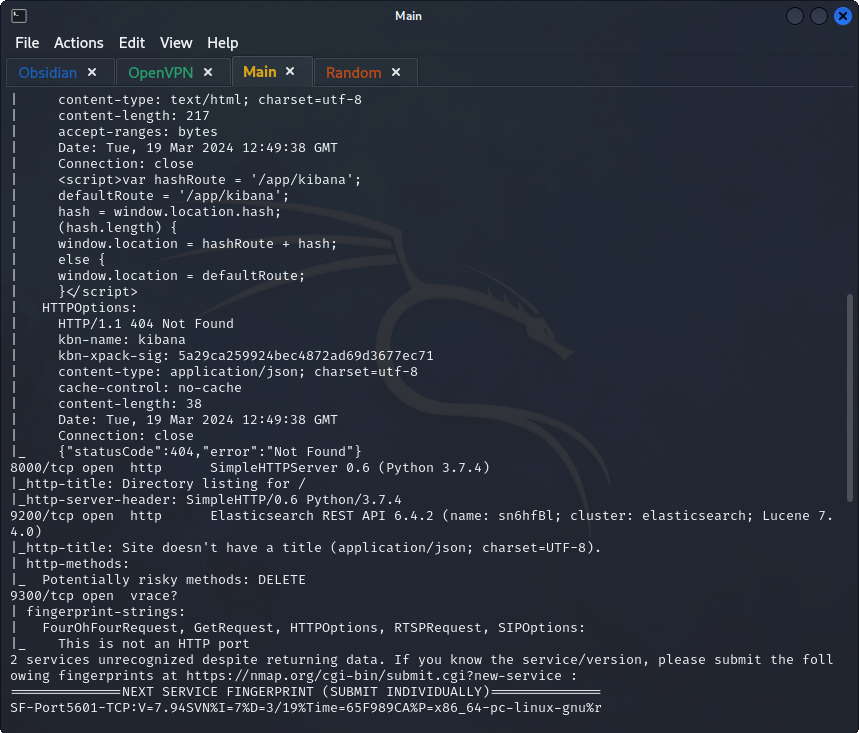 Main
File Actions Edit View Help
Obsidian × OpenVPN × Main × Random ×
|     content-type: text/html; charset=utf-8
|     content-length: 217
|     accept-ranges: bytes
|     Date: Tue, 19 Mar 2024 12:49:38 GMT
|     Connection: close
|     <script>var hashRoute = '/app/kibana';
|     defaultRoute = '/app/kibana';
|     hash = window.location.hash;
|     (hash.length) {
|     window.location = hashRoute + hash;
|     else {
|     window.location = defaultRoute;
|     }</script>
|   HTTPOptions:
|     HTTP/1.1 404 Not Found
|     kbn-name: kibana
|     kbn-xpack-sig: 5a29ca259924bec4872ad69d3677ec71
|     content-type: application/json; charset=utf-8
|     cache-control: no-cache
|     content-length: 38
|     Date: Tue, 19 Mar 2024 12:49:38 GMT
|     Connection: close
|_    {"statusCode":404,"error":"Not Found"}
8000/tcp open  http      SimpleHTTPServer 0.6 (Python 3.7.4)
|_http-title: Directory listing for /
|_http-server-header: SimpleHTTP/0.6 Python/3.7.4
9200/tcp open  http      Elasticsearch REST API 6.4.2 (name: sn6hfBl; cluster: elasticsearch; Lucene 7.
4.0)
|_http-title: Site doesn't have a title (application/json; charset=UTF-8).
| http-methods:
|_  Potentially risky methods: DELETE
9300/tcp open  vrace?
| fingerprint-strings:
|   FourOhFourRequest, GetRequest, HTTPOptions, RTSPRequest, SIPOptions:
|_    This is not an HTTP port
2 services unrecognized despite returning data. If you know the service/version, please submit the foll
owing fingerprints at https://nmap.org/cgi-bin/submit.cgi?new-service :
==============NEXT SERVICE FINGERPRINT (SUBMIT INDIVIDUALLY)==============
SF-Port5601-TCP:V=7.94SVN%I=7%D=3/19%Time=65F989CA%P=x86_64-pc-linux-gnu%r